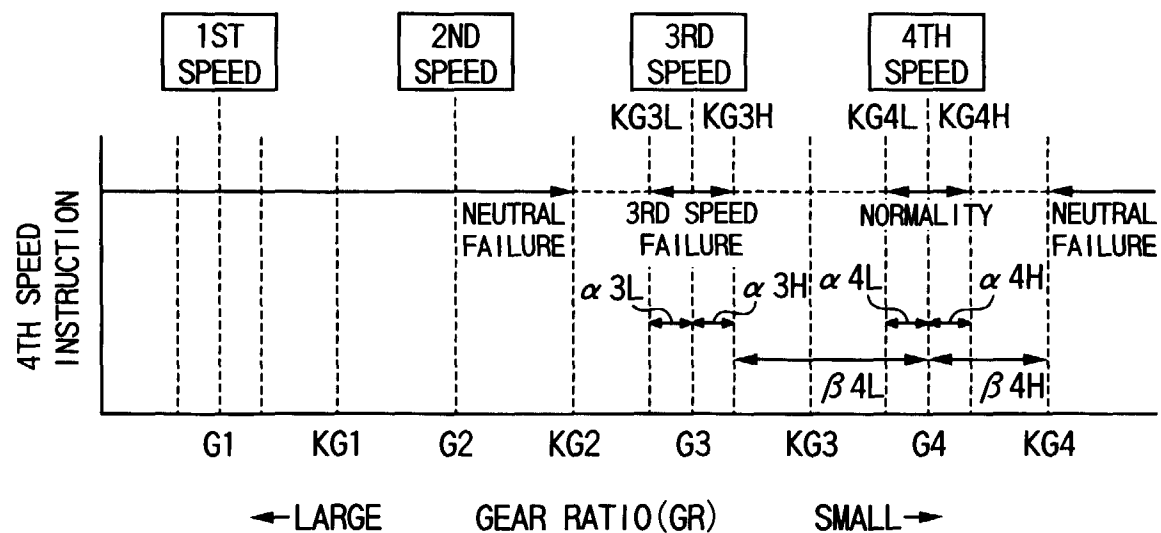 1ST
SPEED
2ND
SPEED
3RD
SPEED
4TH
SPEED
KG3L
KG3H
KG4L
KG4H
4TH SPEED
INSTRUCTION
NEUTRAL
FAILURE
3RD SPEED
FAILURE
NORMALITY
NEUTRAL
FAILURE
α 3L
α 3H
α 4L
α 4H
β 4L
β 4H
G1
KG1
G2
KG2
G3
KG3
G4
KG4
←LARGE
GEAR RATIO(GR)
SMALL→